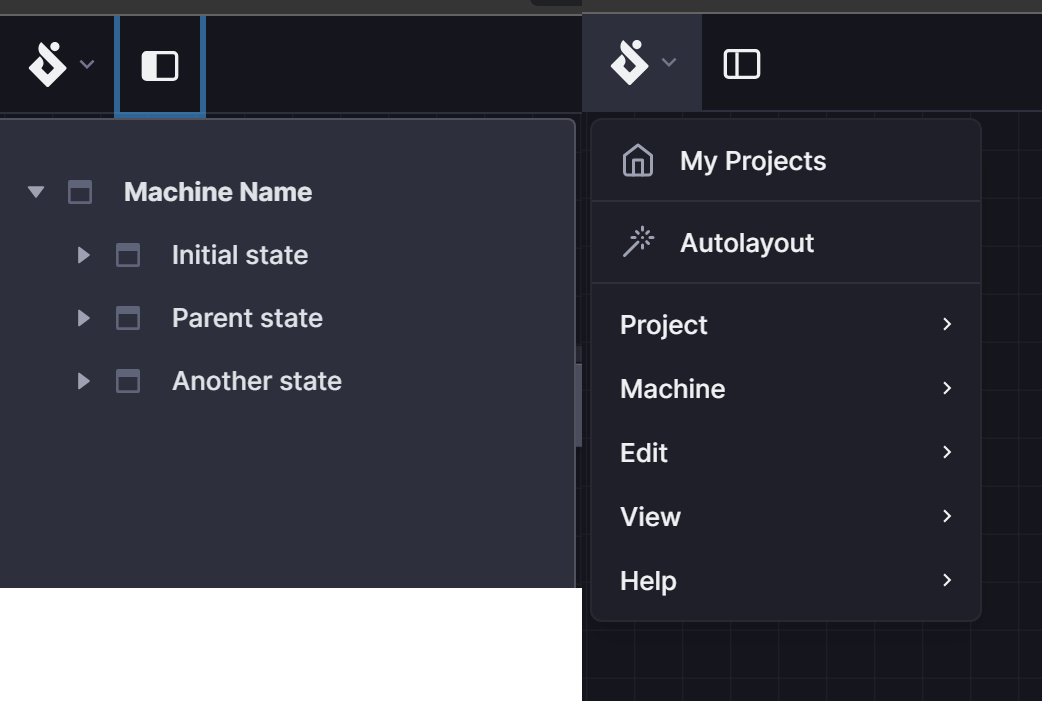 Machine Name
Initial state
Parent state
Another state
My Projects
Autolayout
Project
Machine
Edit
View
Help